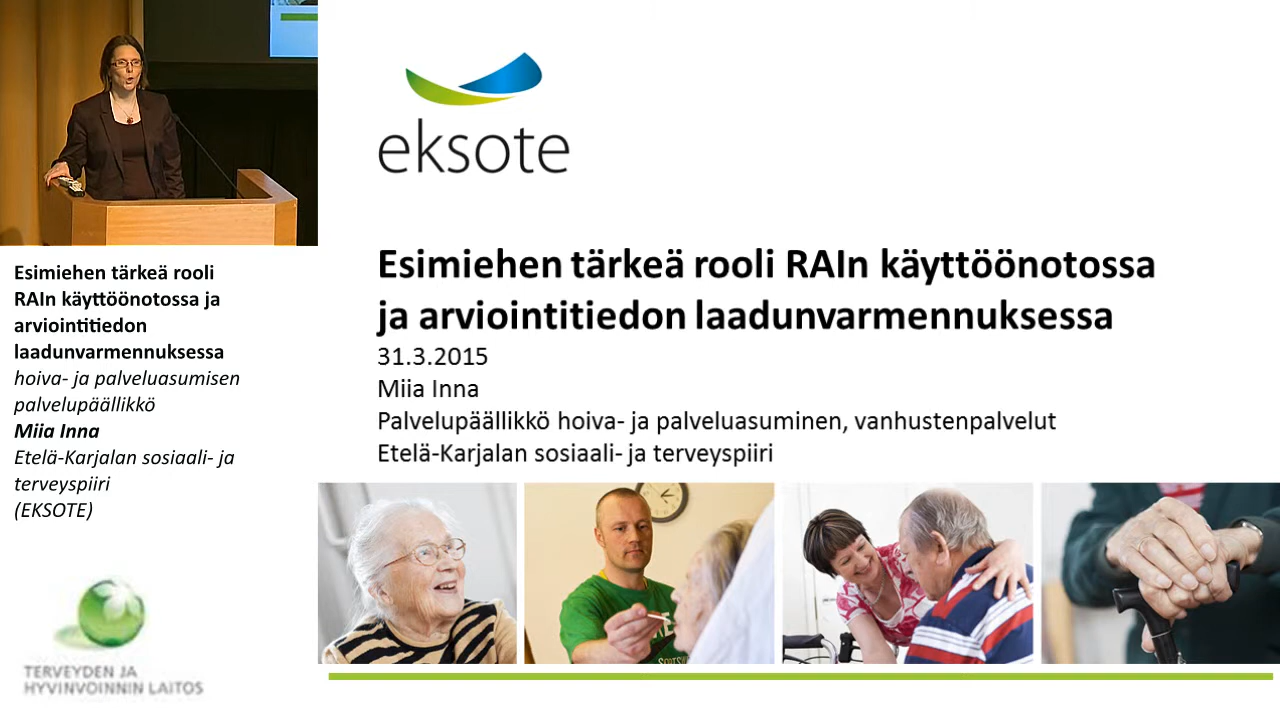 Esimiehen tärkeä rooli
RAIn käyttöönotossa ja
arviointitiedon
laadunvarmennuksessa
hoiva- ja palveluasumisen
palvelupäällikkö
Miia Inna
Etelä-Karjalan sosiaali- ja
terveyspiiri
(EKSOTE)
TERVEYDEN JA
HYVINVOINNIN LAITOS
eksote
Esimiehen tärkeä rooli RAIn käyttöönotossa
ja arviointitiedon laadunvarmennuksessa
31.3.2015
Miia Inna
Palvelupäällikkö hoiva- ja palveluasuminen, vanhustenpalvelut
Etelä-Karjalan sosiaali- ja terveyspiiri